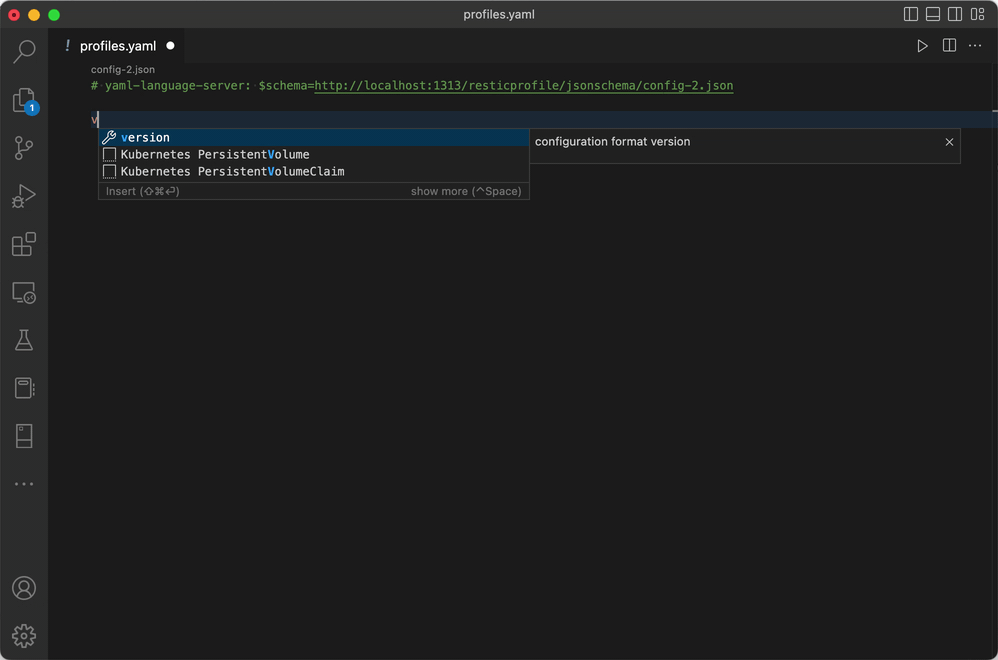 profiles.yaml
! profiles.yaml
config-2.json
# yaml-language-server: $schema=http://localhost:1313/resticprofile/jsonschema/config-2.json
1
v
version
configuration format version
Kubernetes PersistentVolume
Kubernetes PersistentVolumeClaim
Insert (⇧⌘⏎) show more (^Space)